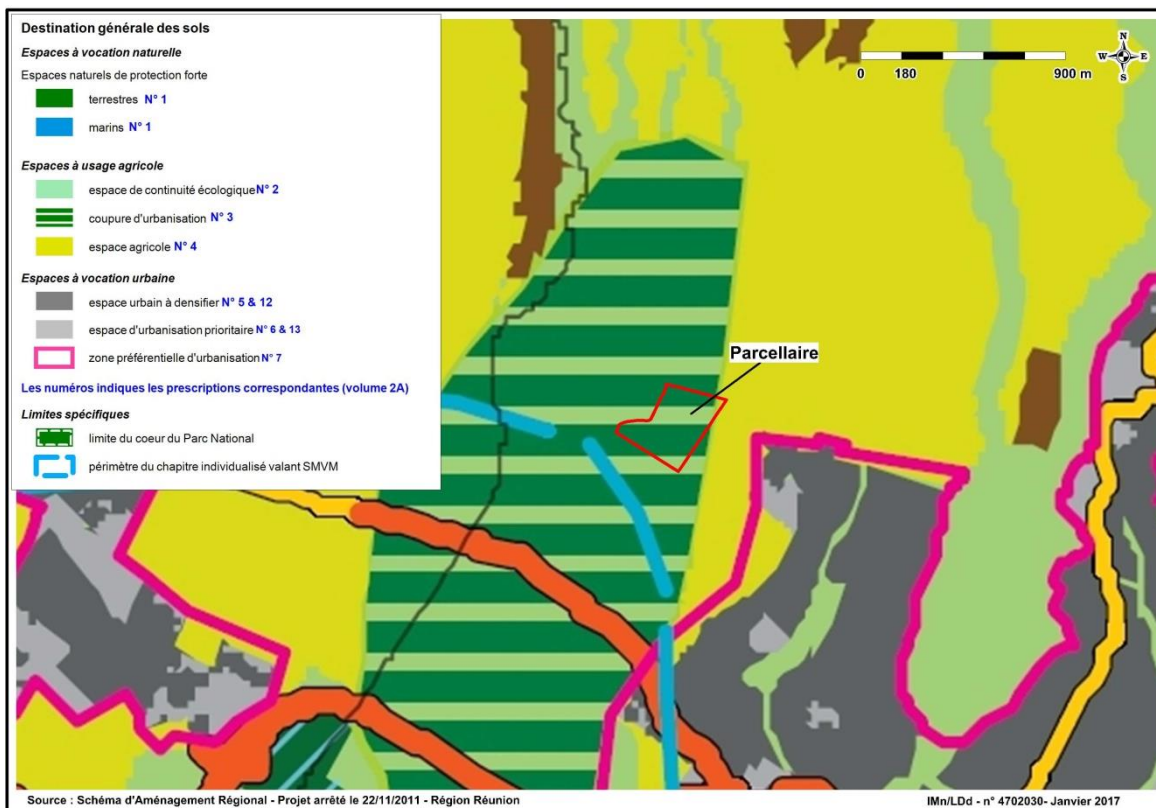 Destination générale des sols
Espaces à vocation naturelle
Espaces naturels de protection forte
terrestres N° 1
marins N° 1
Espaces à usage agricole
espace de continuité écologique N° 2
coupure d'urbanisation N° 3
espace agricole N° 4
Espaces à vocation urbaine
espace urbain à densifier N° 5 & 12
espace d'urbanisation prioritaire N° 6 & 13
zone préférentielle d'urbanisation N° 7
Les numéros indiques les prescriptions correspondantes (volume 2A)
Limites spécifiques
limite du coeur du Parc National
périmètre du chapitre individualisé valant SMVM
0 180 900 m
N
W E
S
Parcellaire
Source : Schéma d'Aménagement Régional - Projet arrêté le 22/11/2011 - Région Réunion
IMn/LDd - n° 4702030- Janvier 2017